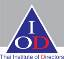 IOD
Thai Institute of Directors